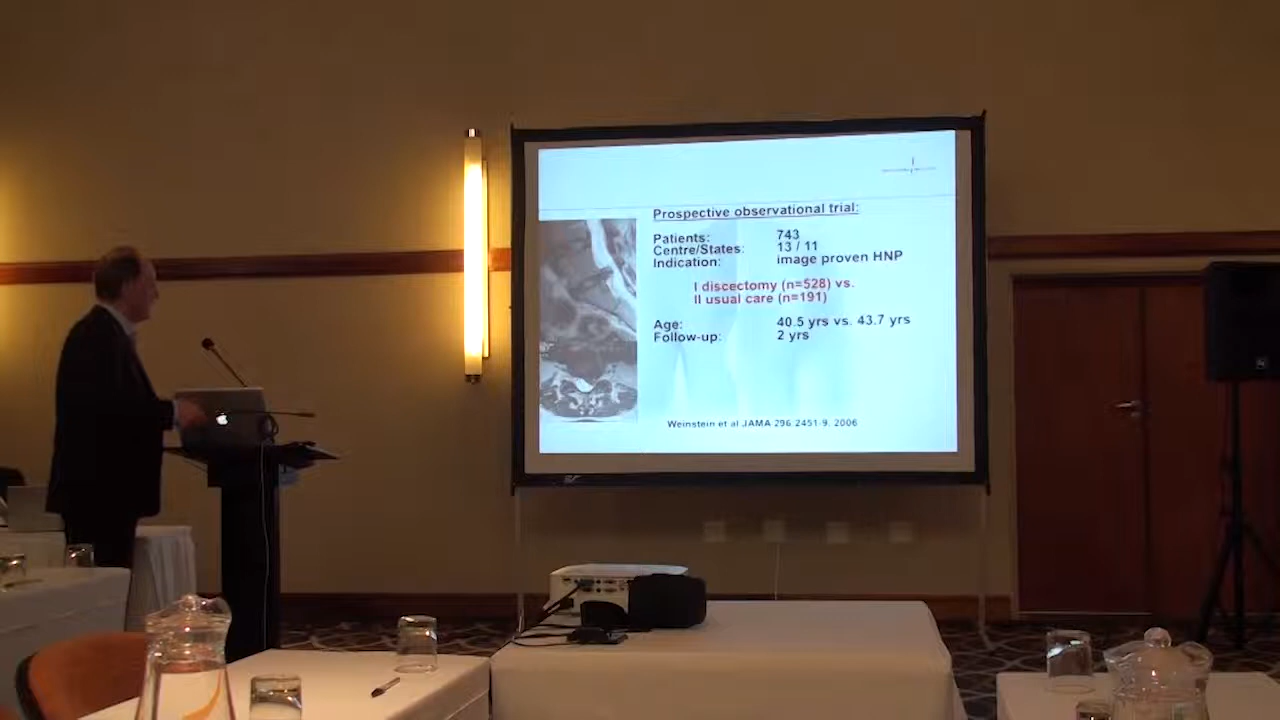 Prospective observational trial:
Patients: 743
Centre/States: 13 / 11
Indication: image proven HNP
I discectomy (n=528) vs.
II usual care (n=191)
Age: 40.5 yrs vs. 43.7 yrs
Follow-up: 2 yrs
Weinstein et al JAMA 296:2451-9, 2006